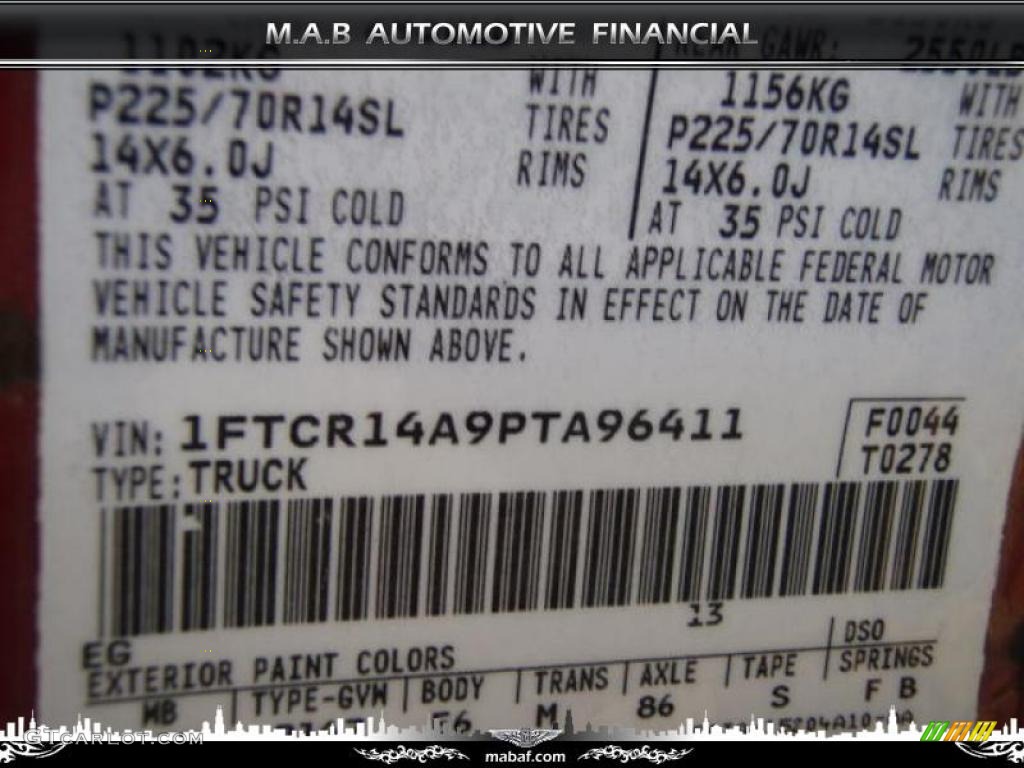 M.A.B AUTOMOTIVE FINANCIAL
1102KG WITH
P225/70R14SL TIRES
14X6.0J RIMS
AT 35 PSI COLD
GAWR: 2550LB
1156KG WITH
P225/70R14SL TIRES
14X6.0J RIMS
AT 35 PSI COLD
THIS VEHICLE CONFORMS TO ALL APPLICABLE FEDERAL MOTOR
VEHICLE SAFETY STANDARDS IN EFFECT ON THE DATE OF
MANUFACTURE SHOWN ABOVE.
VIN: 1FTCR14A9PTA96411
F0044
TYPE: TRUCK
T0278
13
EG
DSO
EXTERIOR PAINT COLORS
TYPE-GVW BODY TRANS AXLE TAPE SPRINGS
M 86 S F B
GTCARLOT.COM
mabaf.com